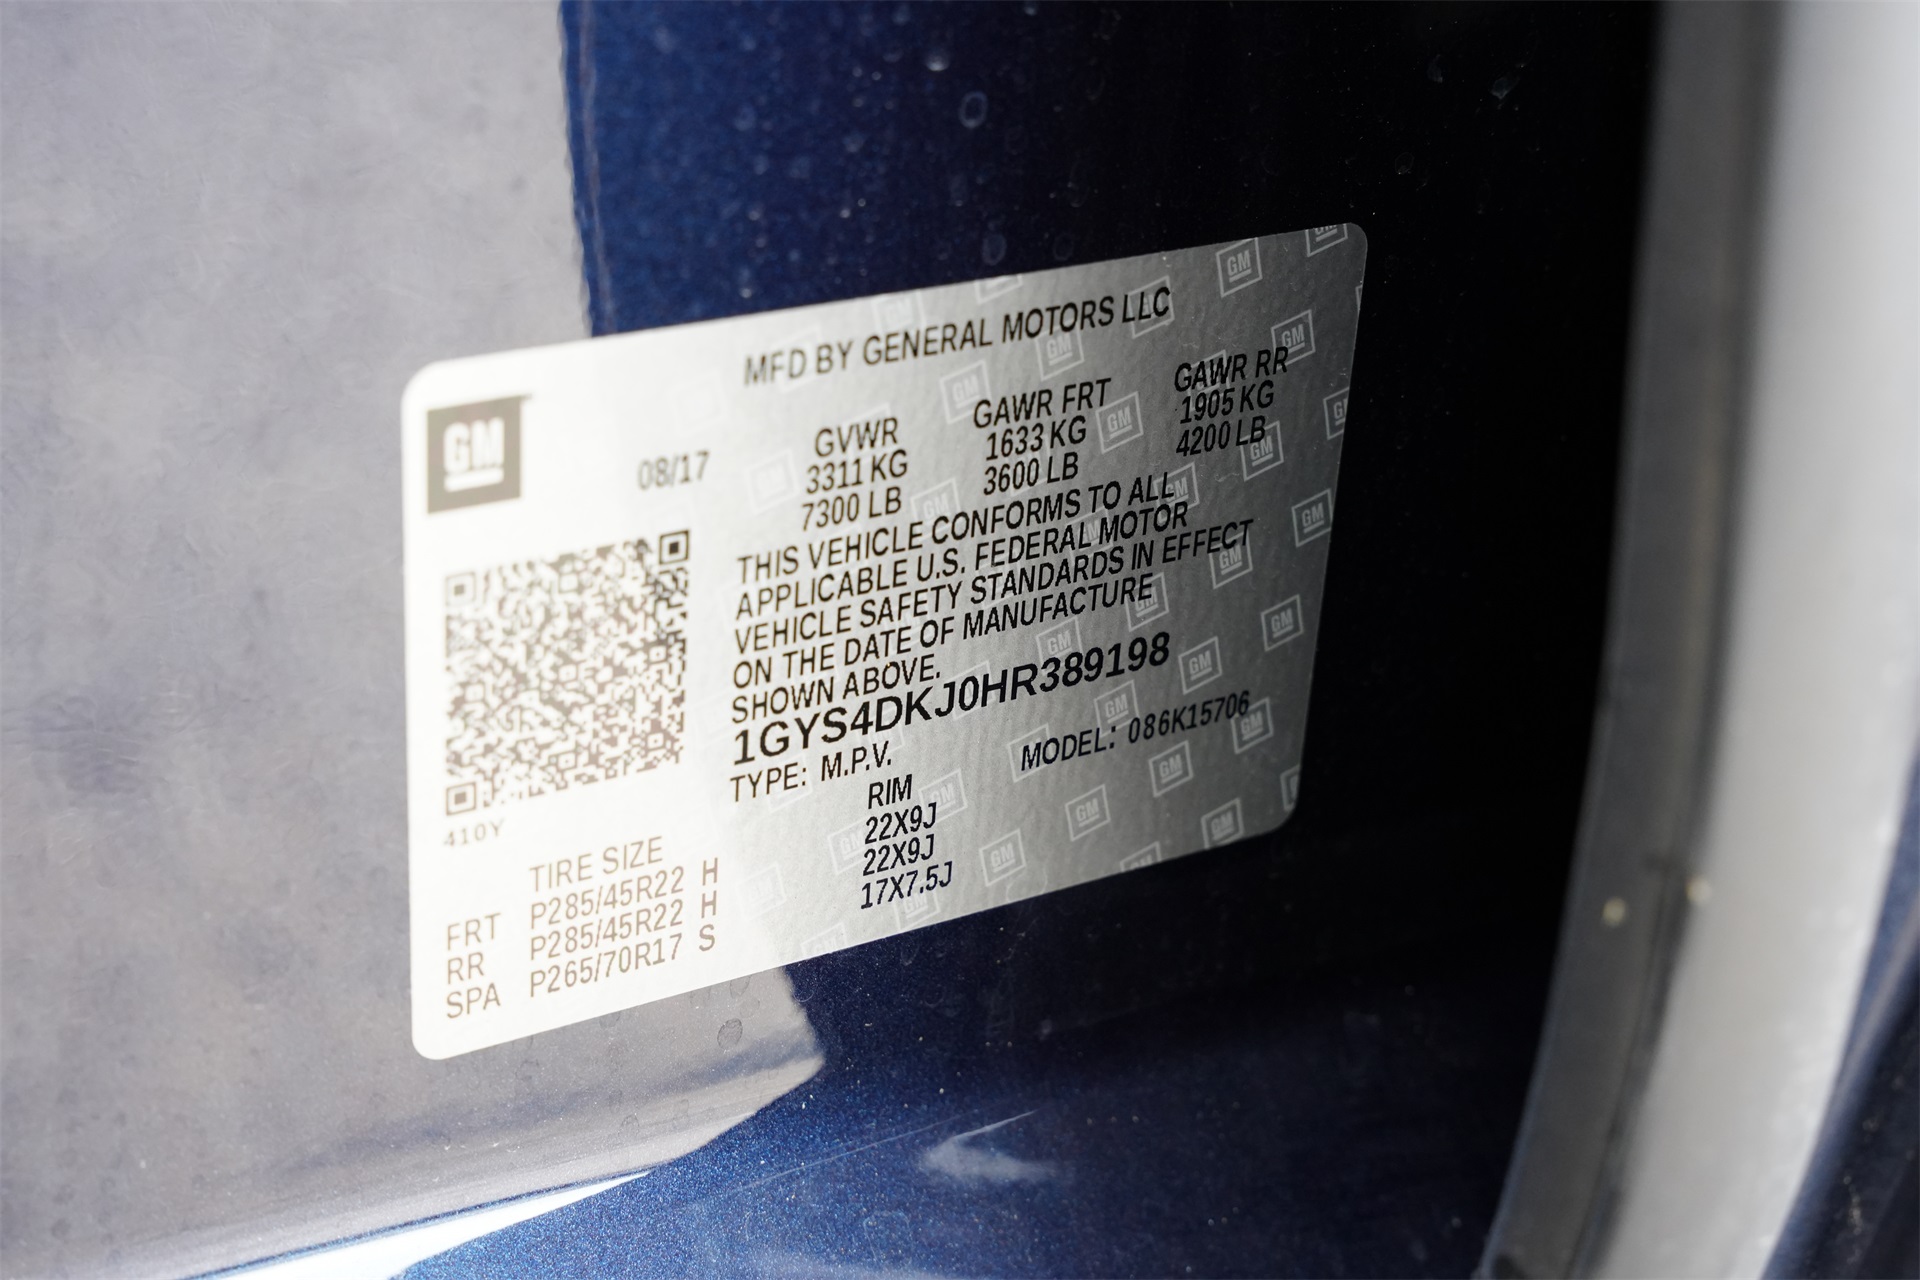 MFD BY GENERAL MOTORS LLC
GM
08/17
GVWR GAWR FRT GAWR RR
3311 KG 1633 KG 1905 KG
7300 LB 3600 LB 4200 LB
THIS VEHICLE CONFORMS TO ALL
APPLICABLE U.S. FEDERAL MOTOR
VEHICLE SAFETY STANDARDS IN EFFECT
ON THE DATE OF MANUFACTURE
SHOWN ABOVE.
1GYS4DKJ0HR389198
TYPE: M.P.V. MODEL: 086K15706
410Y
TIRE SIZE RIM
FRT P285/45R22 H 22X9J
RR P285/45R22 H 22X9J
SPA P265/70R17 S 17X7.5J